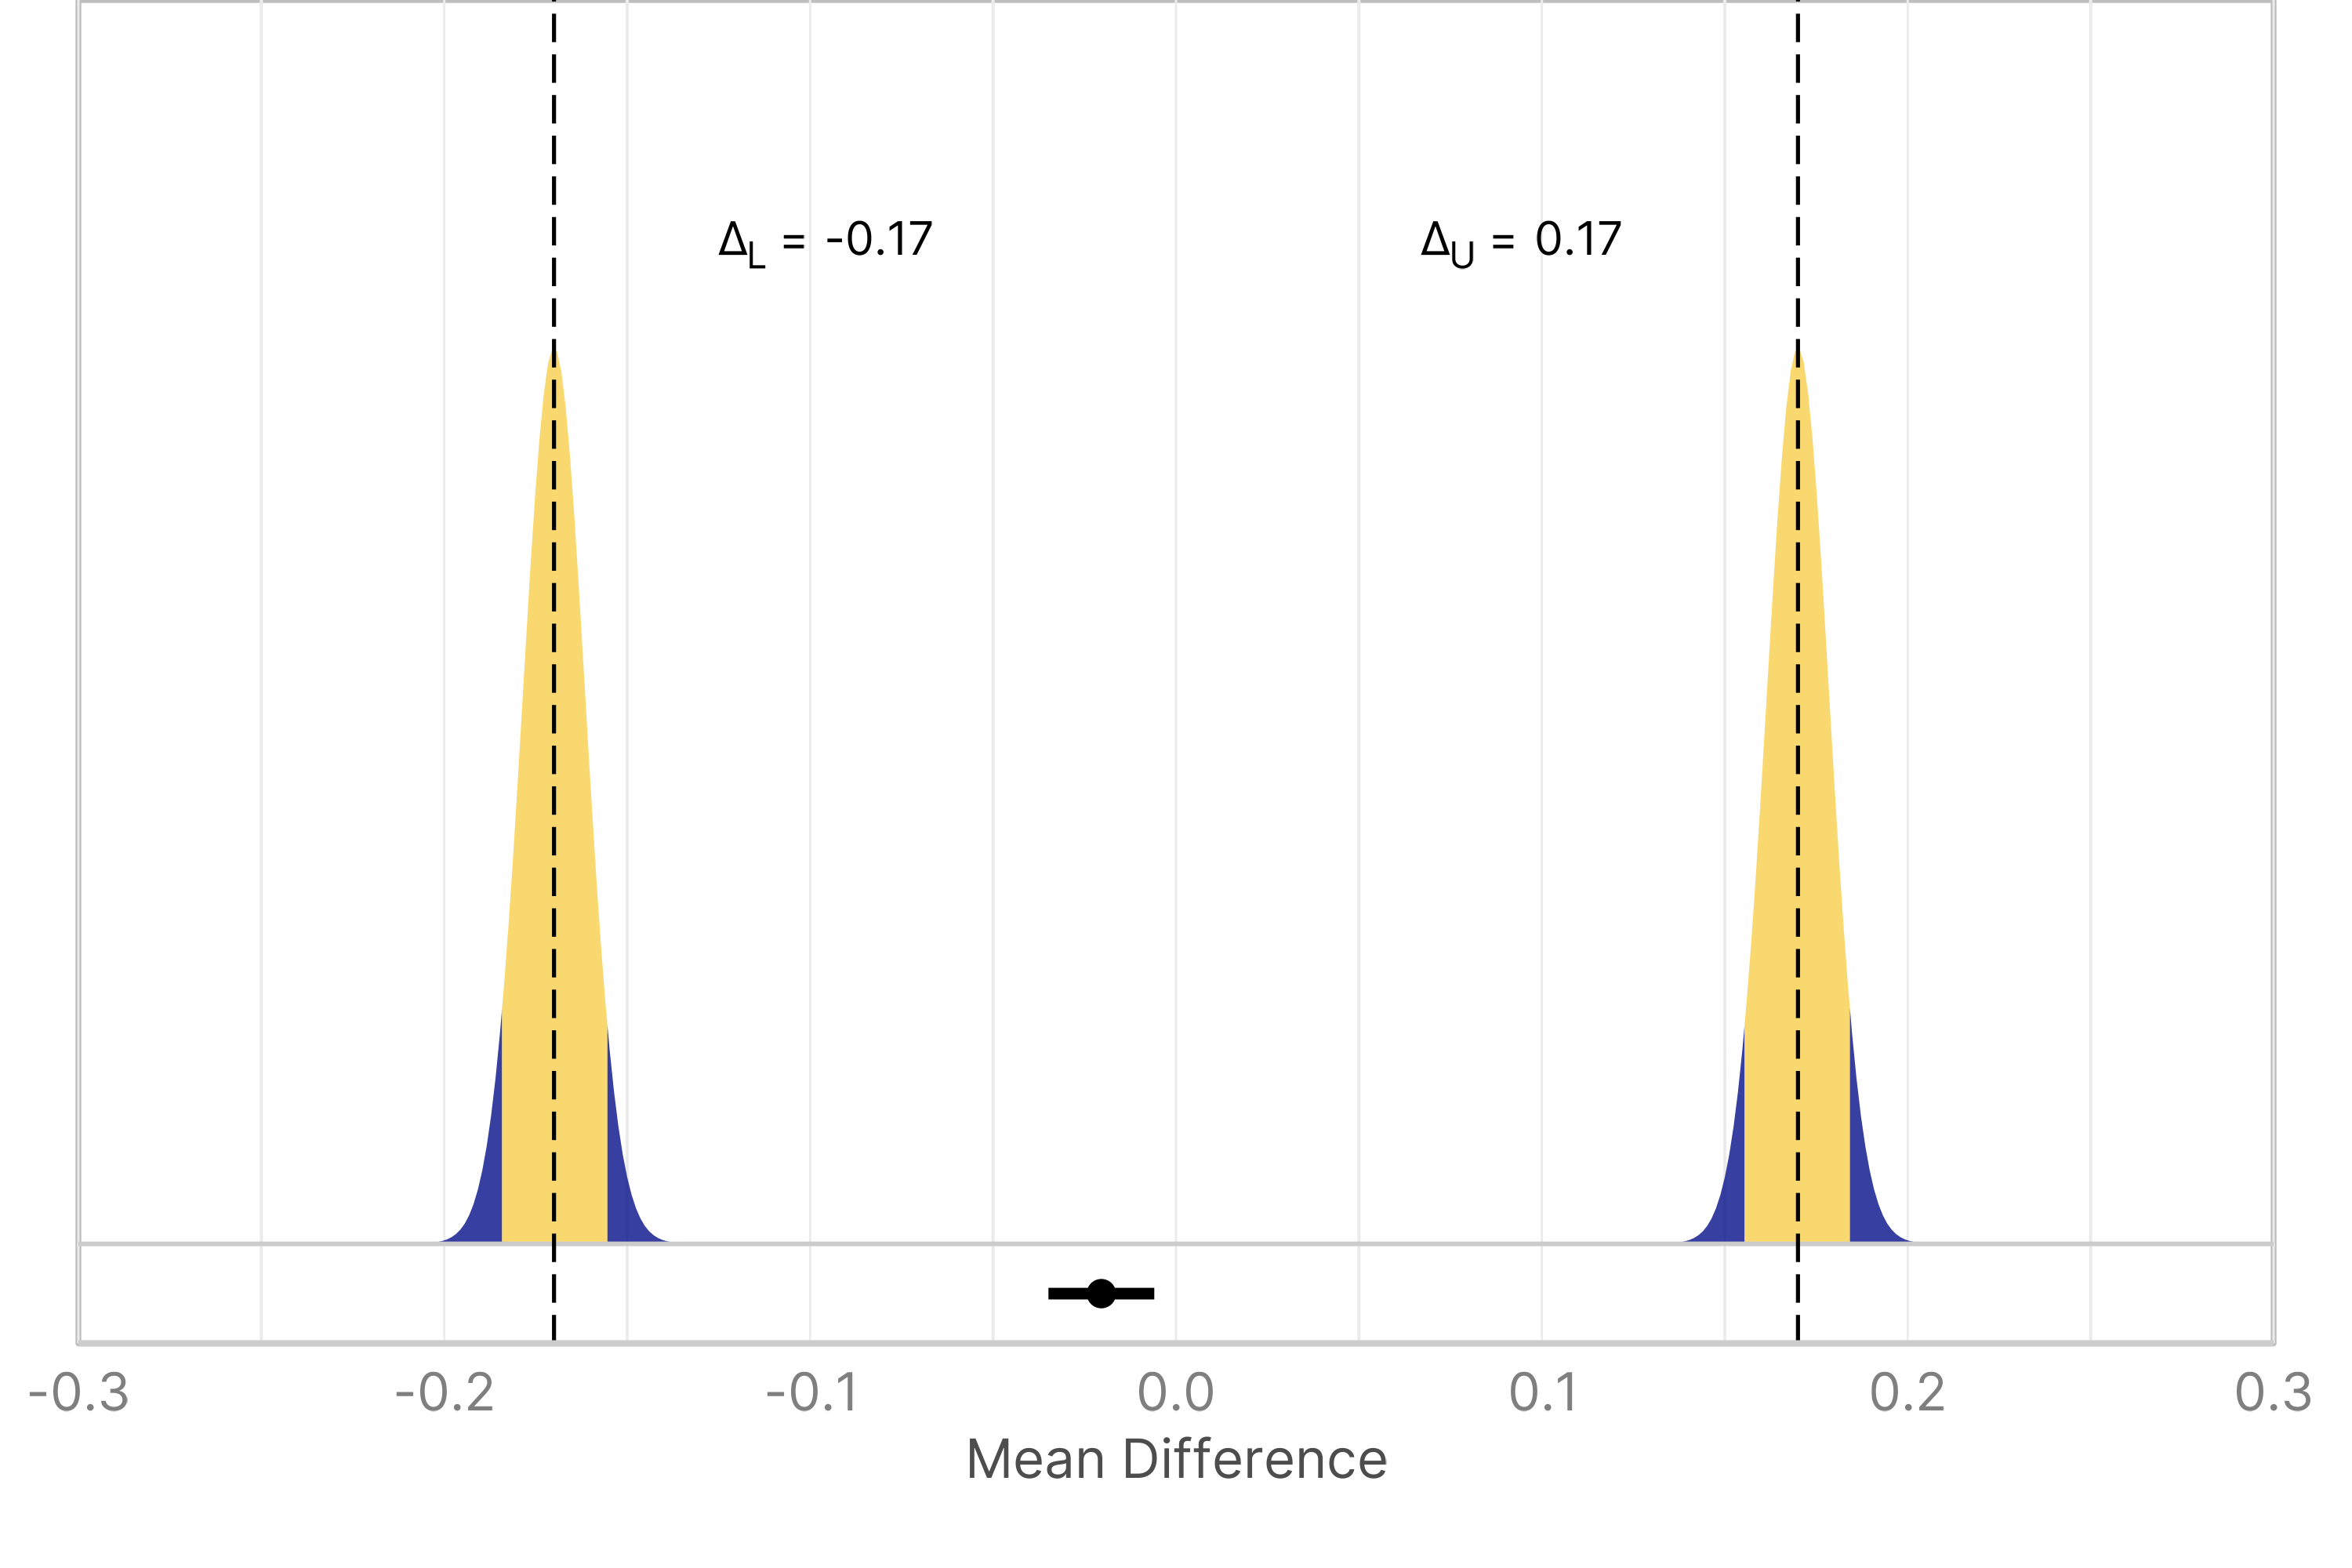 ΔL = -0.17 ΔU = 0.17
-0.3 -0.2 -0.1 0.0 0.1 0.2 0.3
Mean Difference